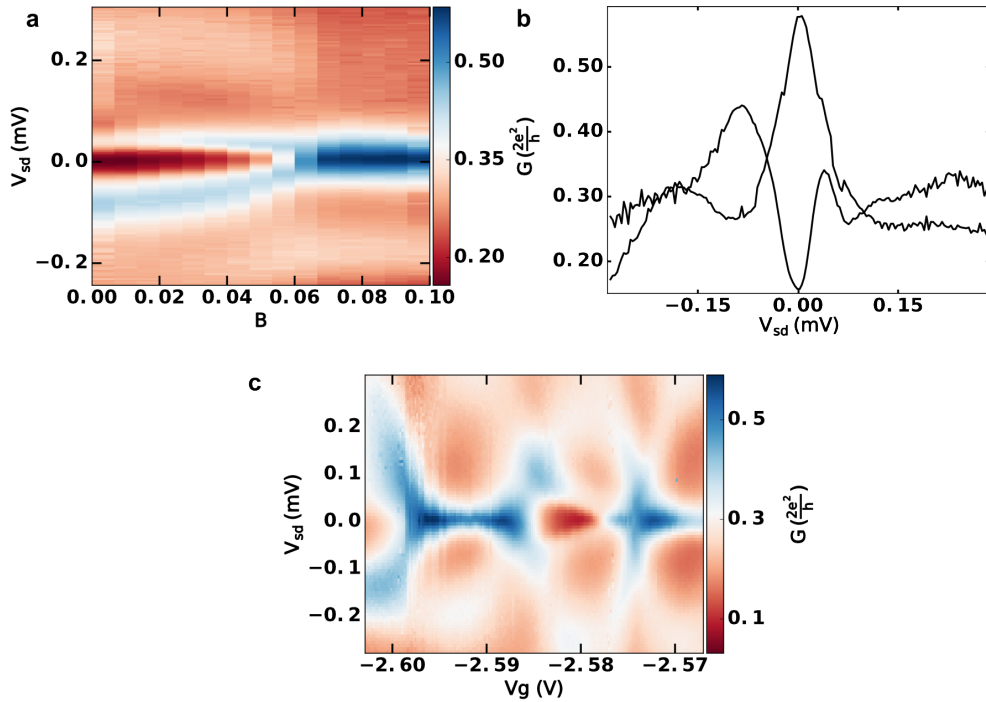 a
V_sd (mV)
0.2
0.0
−0.2
0.00 0.02 0.04 0.06 0.08 0.10
B
0.50
0.35
0.20
b
G (2e²/h)
0.50
0.40
0.30
0.20
−0.15 0.00 0.15
V_sd (mV)
c
V_sd (mV)
0.2
0.1
0.0
−0.1
−0.2
−2.60 −2.59 −2.58 −2.57
Vg (V)
0.5
0.3
0.1
G (2e²/h)